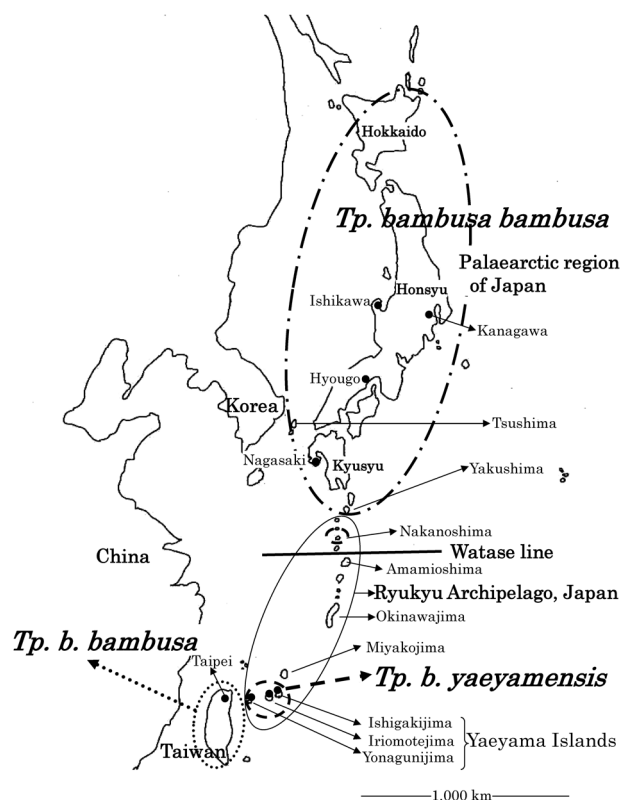 Hokkaido
Tp. bambusa bambusa
Palaearctic region
of Japan
Honsyu
Ishikawa
Kanagawa
Hyougo
Korea
Tsushima
Nagasaki
Kyusyu
Yakushima
Nakanoshima
China
Watase line
Amamioshima
Ryukyu Archipelago, Japan
Okinawajima
Tp. b. bambusa
Miyakojima
Taipei
Tp. b. yaeyamensis
Ishigakijima
Iriomotejima
Yaeyama Islands
Yonagunijima
Taiwan
1,000 km